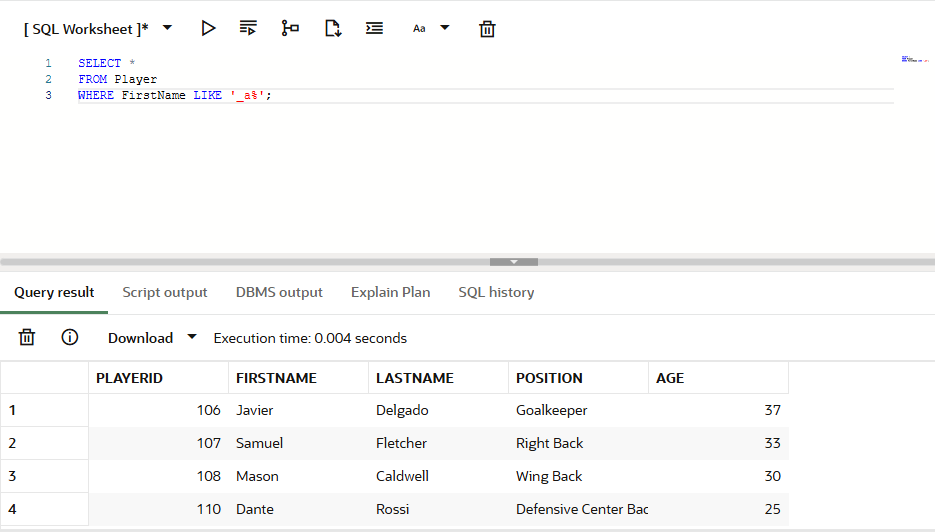 [ SQL Worksheet ]* Aa
1 SELECT *
2 FROM Player
3 WHERE FirstName LIKE '_a%';
Query result Script output DBMS output Explain Plan SQL history
Download Execution time: 0.004 seconds
PLAYERID FIRSTNAME LASTNAME POSITION AGE
1 106 Javier Delgado Goalkeeper 37
2 107 Samuel Fletcher Right Back 33
3 108 Mason Caldwell Wing Back 30
4 110 Dante Rossi Defensive Center Bac 25